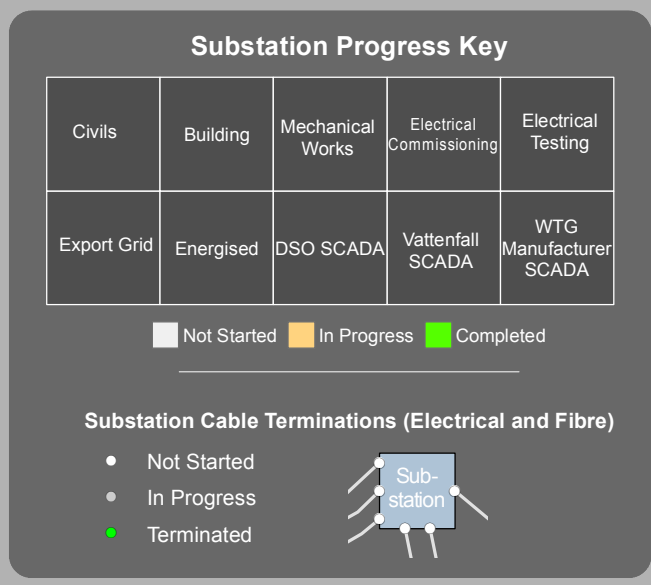 Substation Progress Key
Civils
Building
Mechanical
Works
Electrical
Commissioning
Electrical
Testing
Export Grid
Energised
DSO SCADA
Vattenfall
SCADA
WTG
Manufacturer
SCADA
Not Started In Progress Completed
Substation Cable Terminations (Electrical and Fibre)
Not Started
In Progress
Terminated
Sub-
station